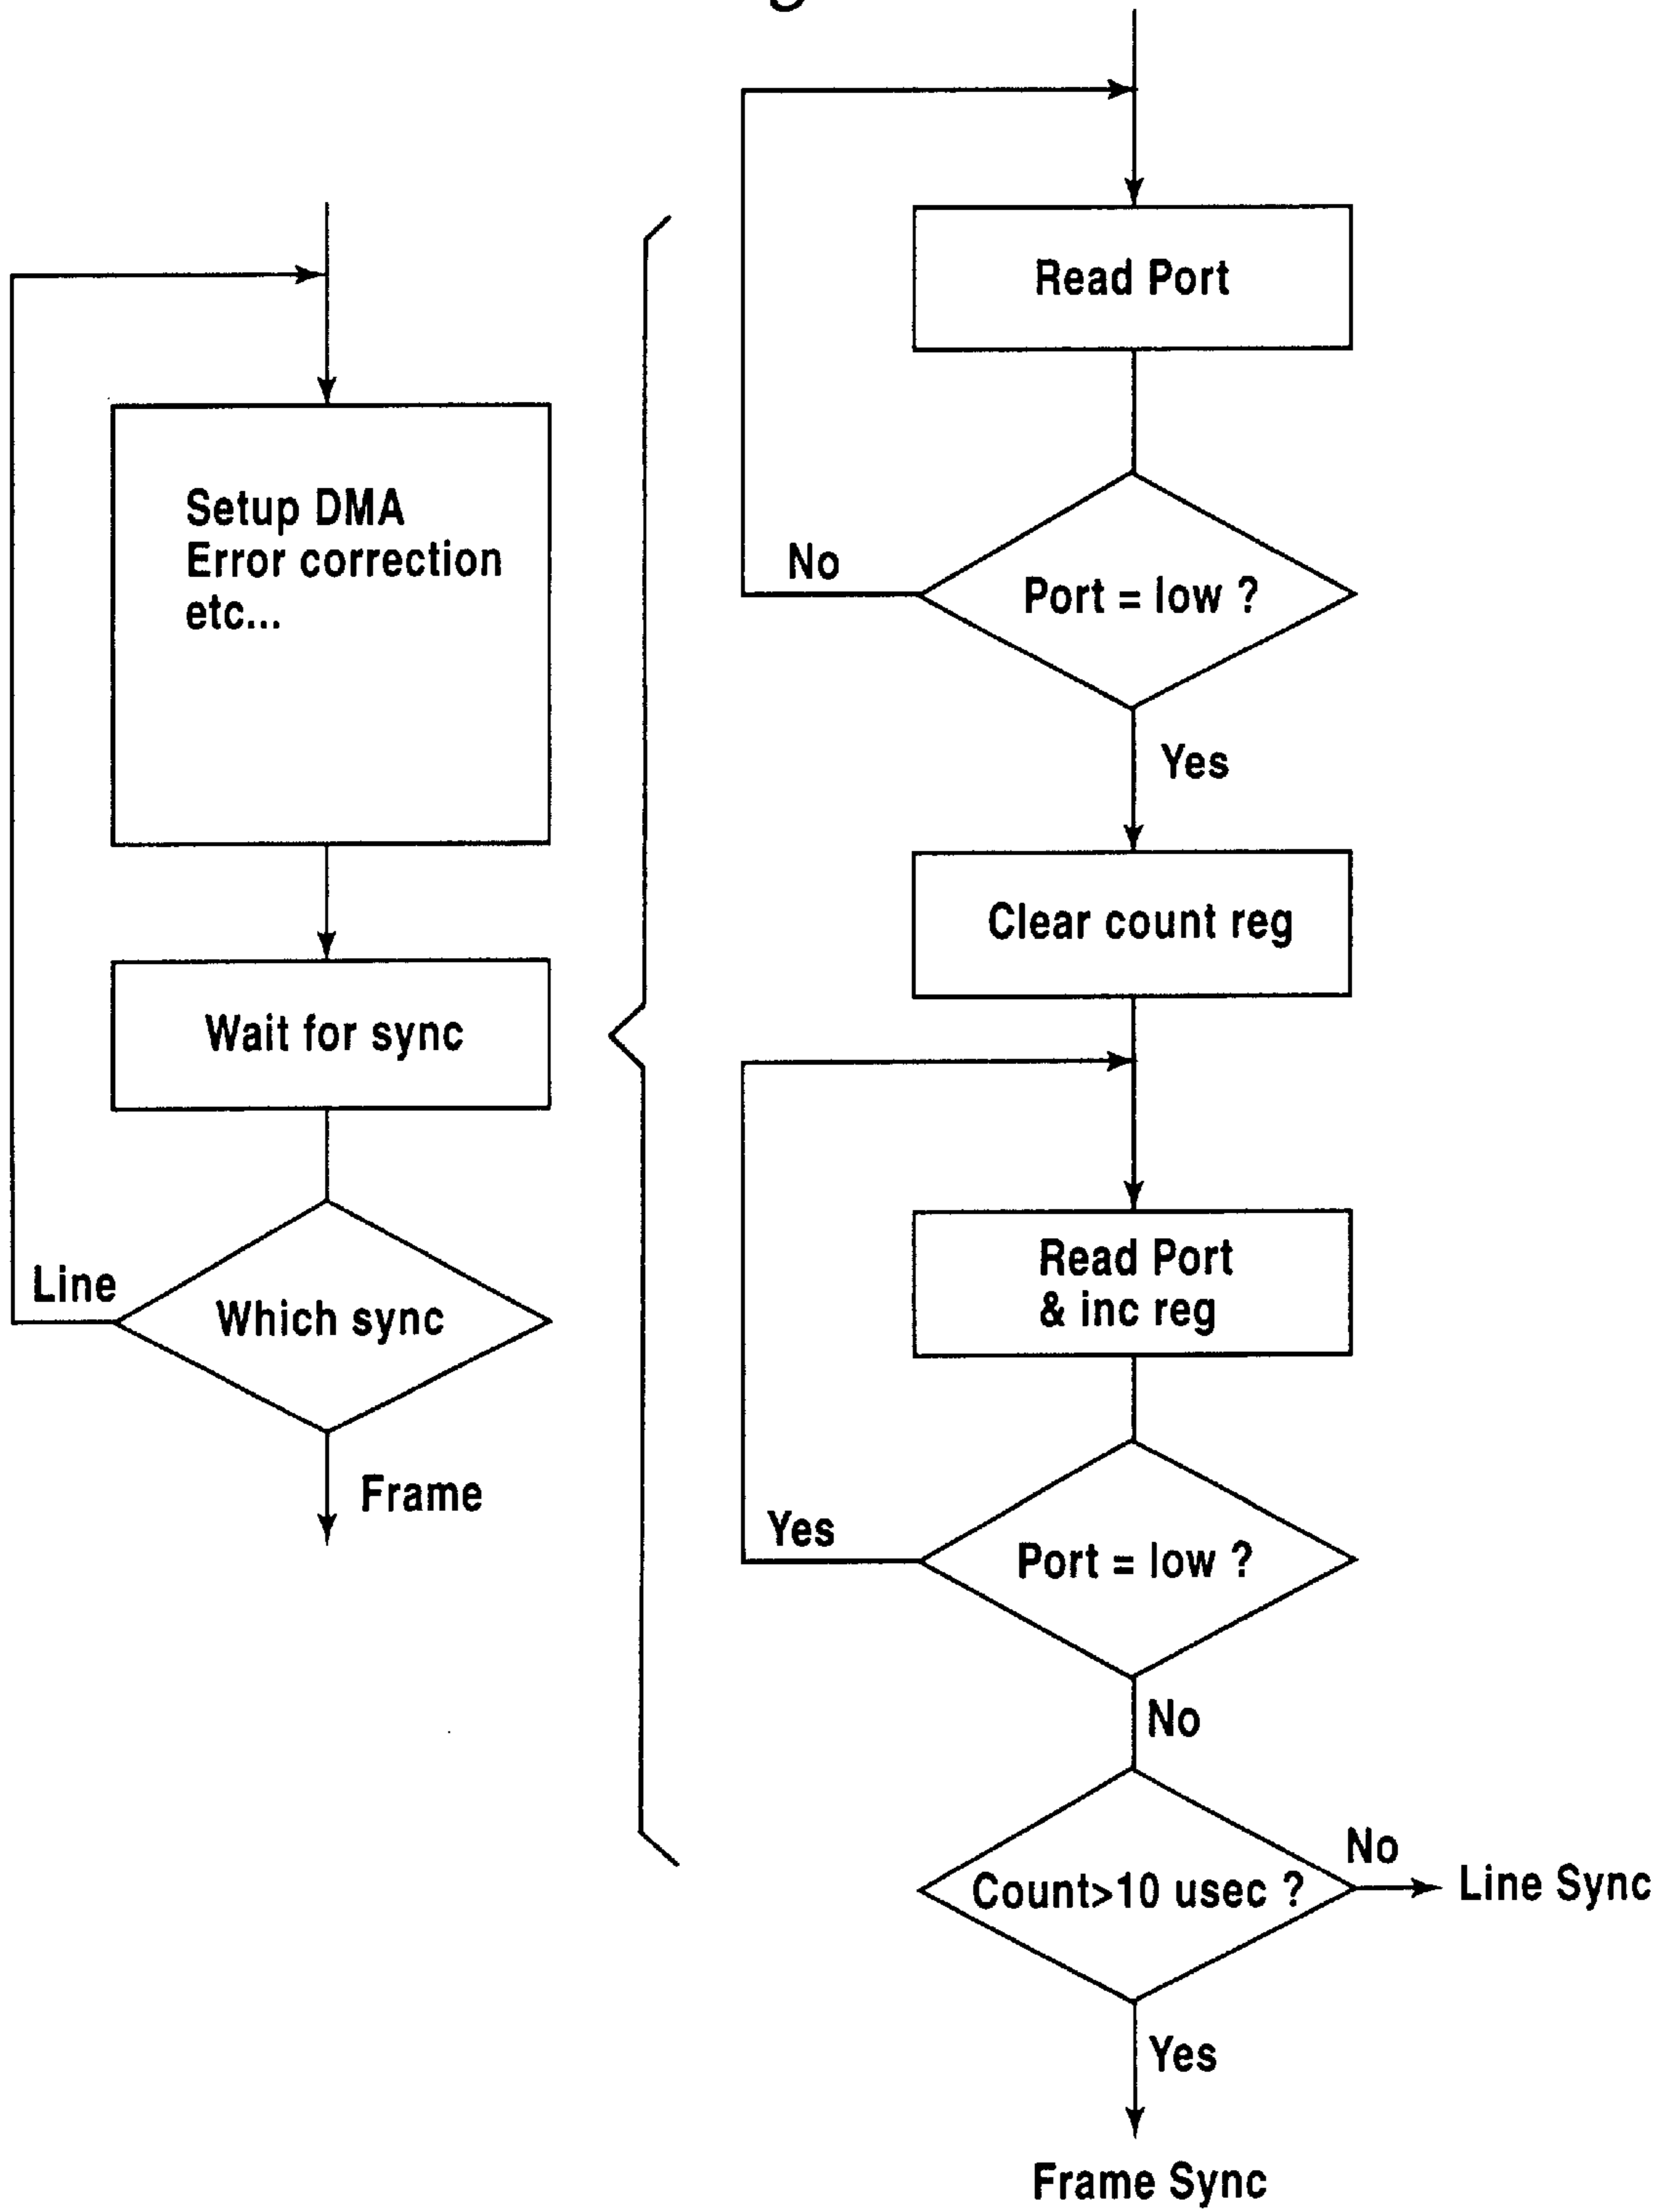 Setup DMA
Error correction
etc...
Wait for sync
Line
Which sync
Frame
Read Port
No
Port = low ?
Yes
Clear count reg
Read Port
& inc reg
Yes
Port = low ?
No
Count>10 usec ?
No
Line Sync
Yes
Frame Sync